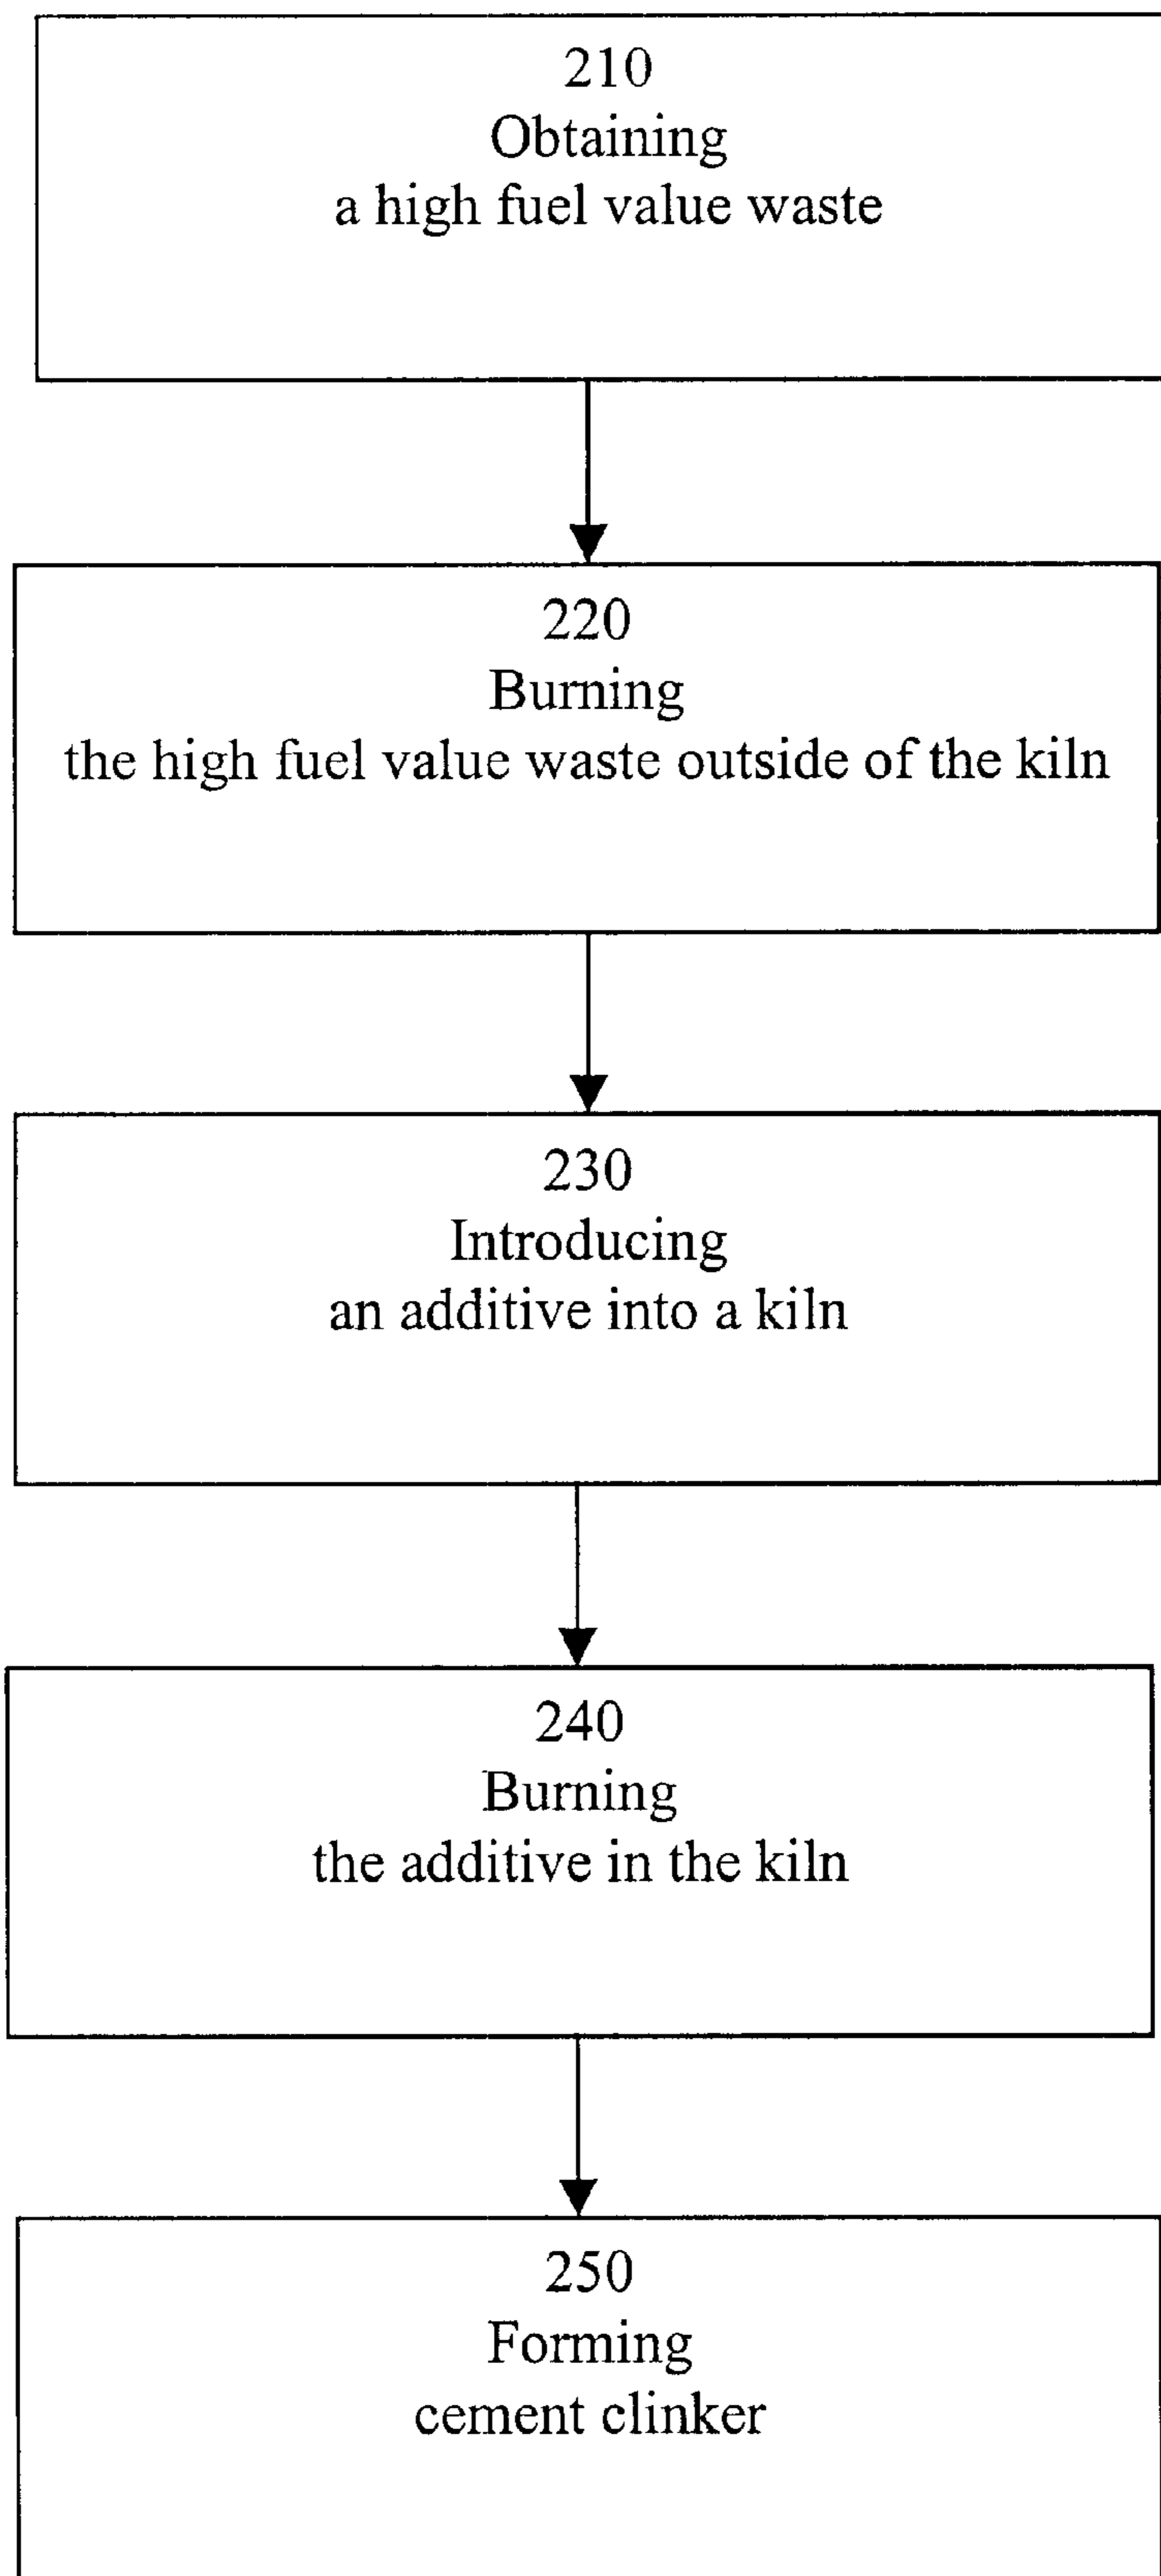 210
Obtaining
a high fuel value waste
220
Burning
the high fuel value waste outside of the kiln
230
Introducing
an additive into a kiln
240
Burning
the additive in the kiln
250
Forming
cement clinker